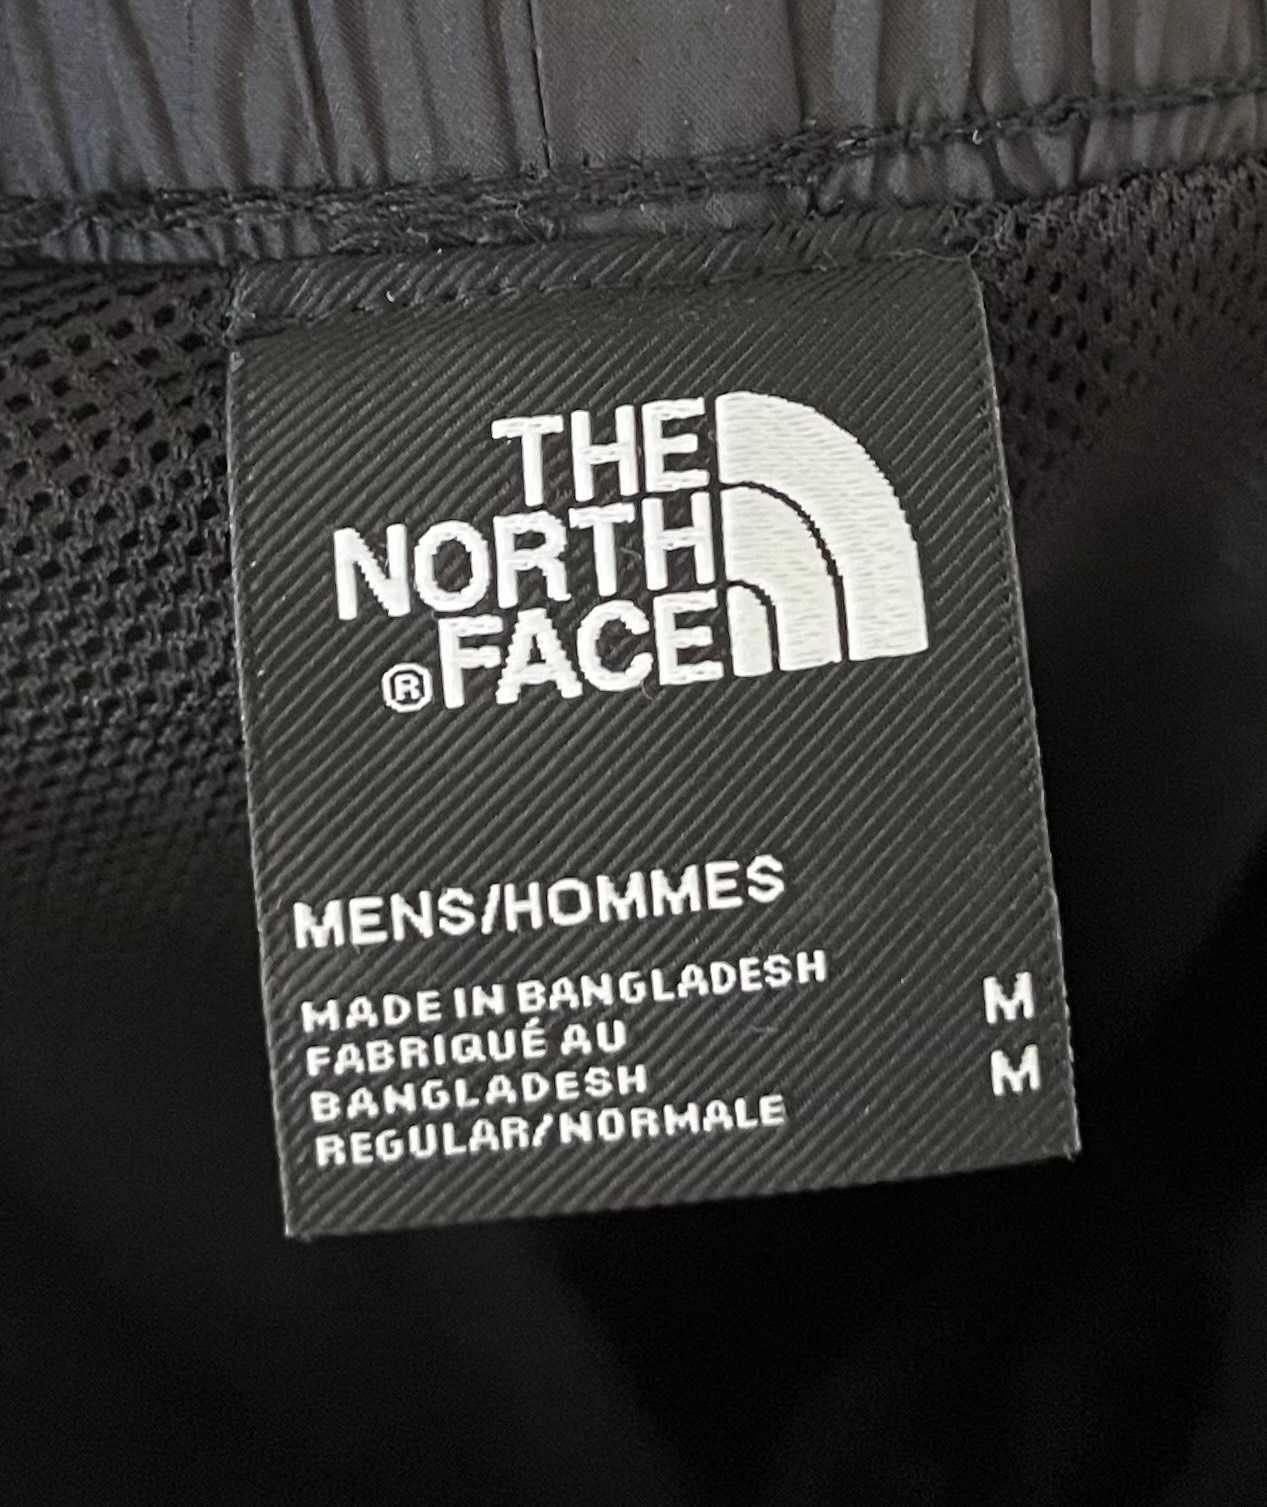 THE
NORTH
® FACE
MENS/HOMMES
MADE IN BANGLADESH
FABRIQUÉ AU
BANGLADESH
REGULAR/NORMALE
M
M